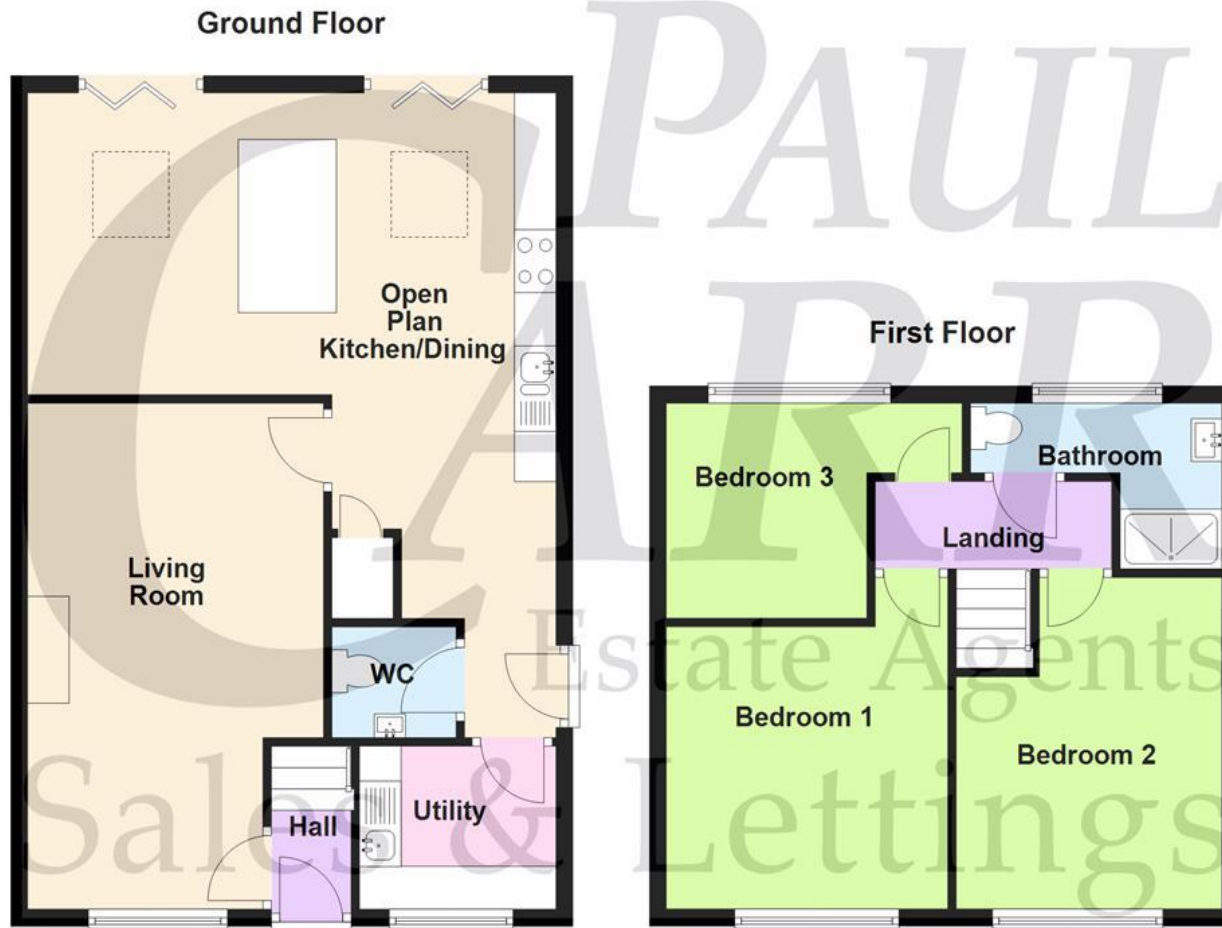 Ground Floor
Open
Plan
Kitchen/Dining
Living
Room
WC
Hall
Utility
First Floor
Bedroom 3
Bathroom
Landing
Bedroom 1
Bedroom 2
PAUL
CARR
Estate Agents
Sales & Lettings